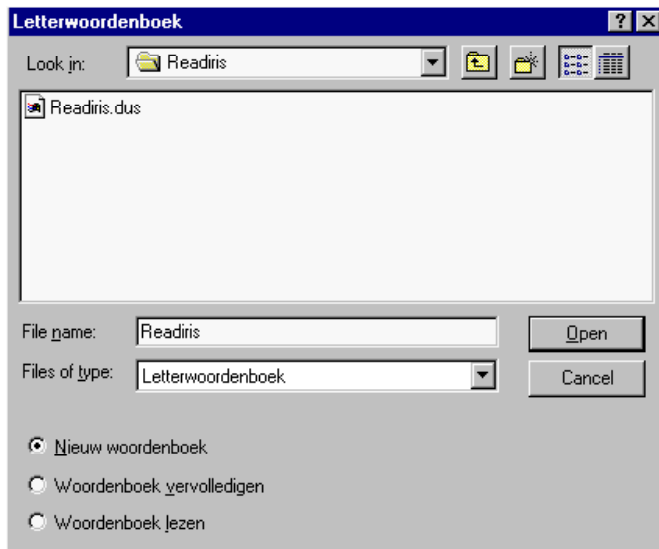 Letterwoordenboek
Look in: Readiris
Readiris.dus
File name: Readiris Open
Files of type: Letterwoordenboek Cancel
Nieuw woordenboek
Woordenboek vervolledigen
Woordenboek lezen